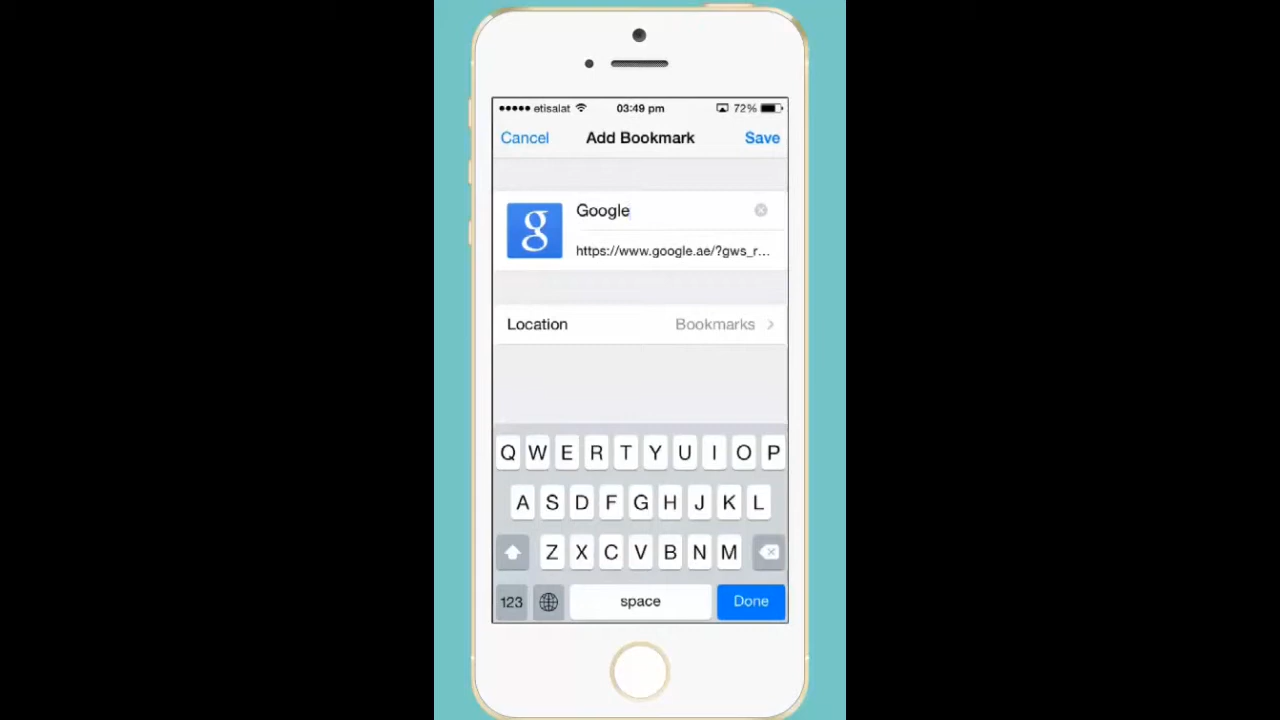 etisalat 03:49 pm 72%
Cancel Add Bookmark Save
g Google
https://www.google.ae/?gws_r...
Location Bookmarks
Q W E R T Y U I O P
A S D F G H J K L
Z X C V B N M
123 space Done